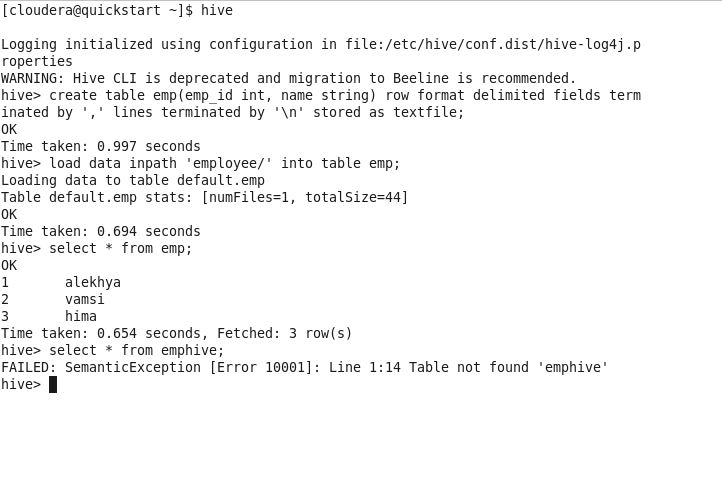 [cloudera@quickstart ~]$ hive
Logging initialized using configuration in file:/etc/hive/conf.dist/hive-log4j.p
roperties
WARNING: Hive CLI is deprecated and migration to Beeline is recommended.
hive> create table emp(emp_id int, name string) row format delimited fields term
inated by ',' lines terminated by '\n' stored as textfile;
OK
Time taken: 0.997 seconds
hive> load data inpath 'employee/' into table emp;
Loading data to table default.emp
Table default.emp stats: [numFiles=1, totalSize=44]
OK
Time taken: 0.694 seconds
hive> select * from emp;
OK
1       alekhya
2       vamsi
3       hima
Time taken: 0.654 seconds, Fetched: 3 row(s)
hive> select * from emphive;
FAILED: SemanticException [Error 10001]: Line 1:14 Table not found 'emphive'
hive>